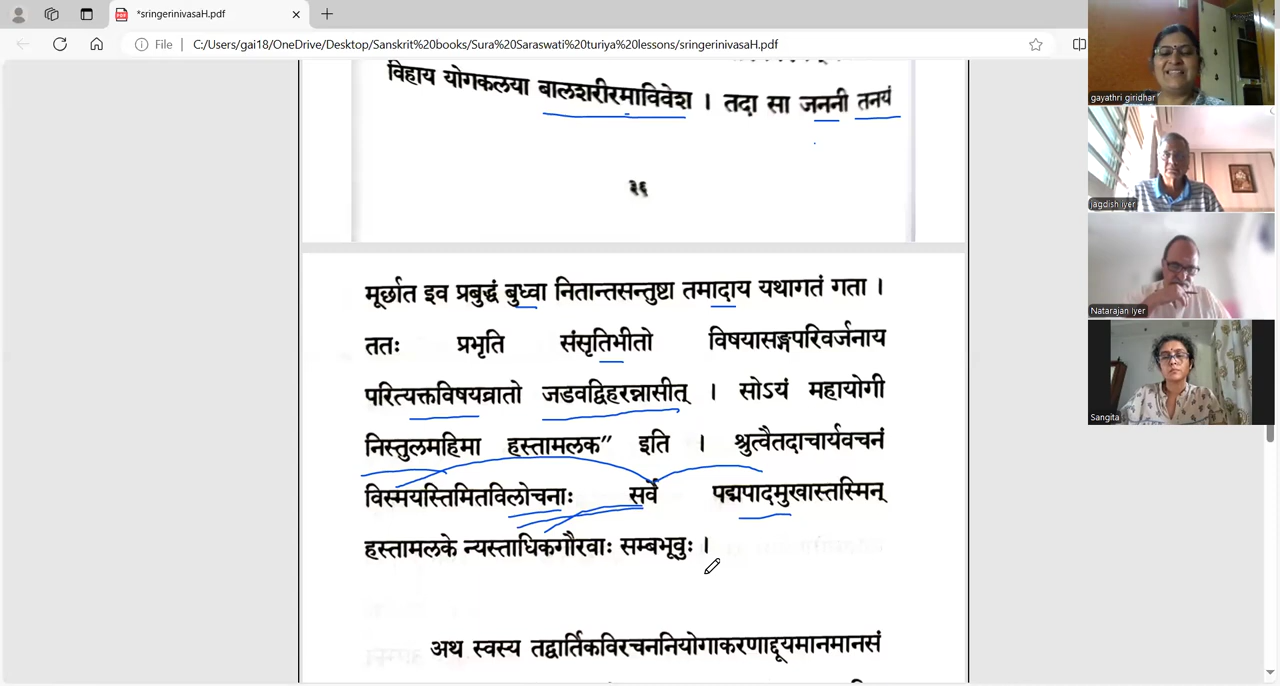 *sringerinivasaH.pdf
File | C:/Users/gai18/OneDrive/Desktop/Sanskrit%20books/Sura%20Saraswati%20turiya%20lessons/sringerinivasaH.pdf
विहाय योगकलया बालशरीरमाविवेश । तदा सा जननी तनयं
३६
मूर्छात इव प्रबुद्धं बुध्वा नितान्तसन्तुष्टा तमादाय यथागतं गता ।
ततः प्रभृति संसृतिभीतो विषयासङ्गपरिवर्जनाय
परित्यक्तविषयव्रातो जडवद्विहरन्नासीत् । सोऽयं महायोगी
निस्तुलमहिमा हस्तामलक” इति । श्रुत्वैतदाचार्यवचनं
विस्मयस्तिमितविलोचनाः सर्वे पद्मपादमुखास्तस्मिन्
हस्तामलके न्यस्ताधिकगौरवाः सम्बभूवुः ।
अथ स्वस्य तद्वार्तिकविरचननियोगाकरणाद्दूयमानमानसं
gayathri giridhar
jagdish iyer
Natarajan Iyer
Sangita